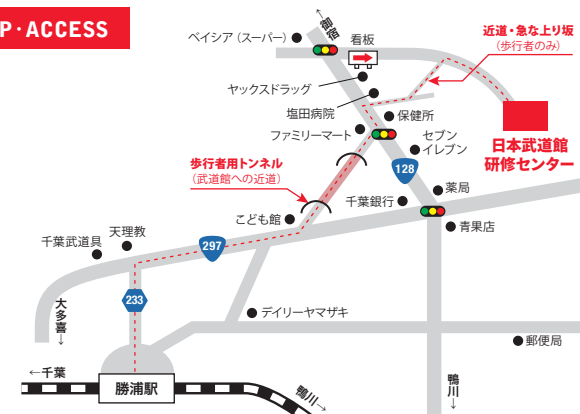 P・ACCESS
←御宿
ベイシア（スーパー）
看板
近道・急な上り坂
（歩行者のみ）
ヤックスドラッグ
塩田病院
保健所
ファミリーマート
セブン
イレブン
日本武道館
研修センター
歩行者用トンネル
（武道館への近道）
128
薬局
千葉銀行
こども館
青果店
天理教
千葉武道具
297
233
大多喜→
デイリーヤマザキ
郵便局
←千葉
勝浦駅
鴨川→
鴨川→